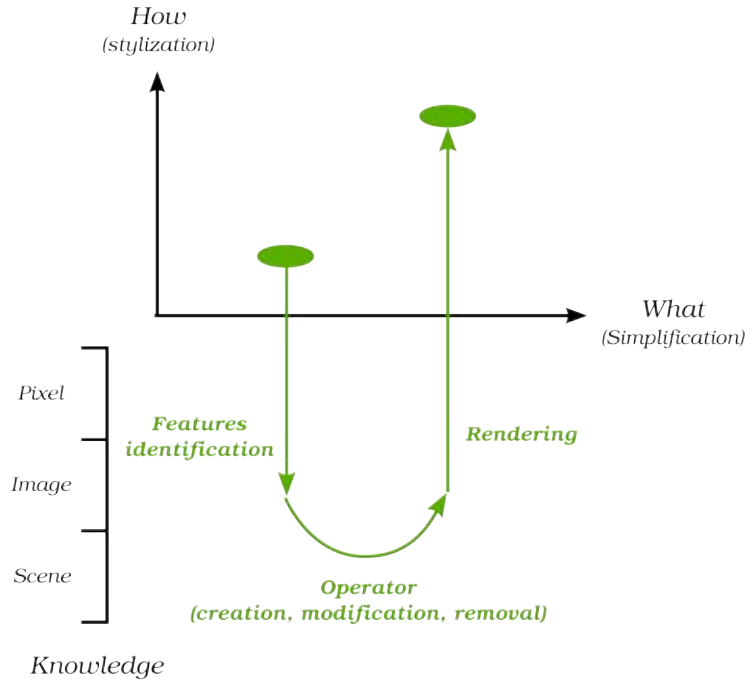 How
(stylization)
What
(Simplification)
Pixel
Features
identification
Rendering
Image
Scene
Operator
(creation, modification, removal)
Knowledge